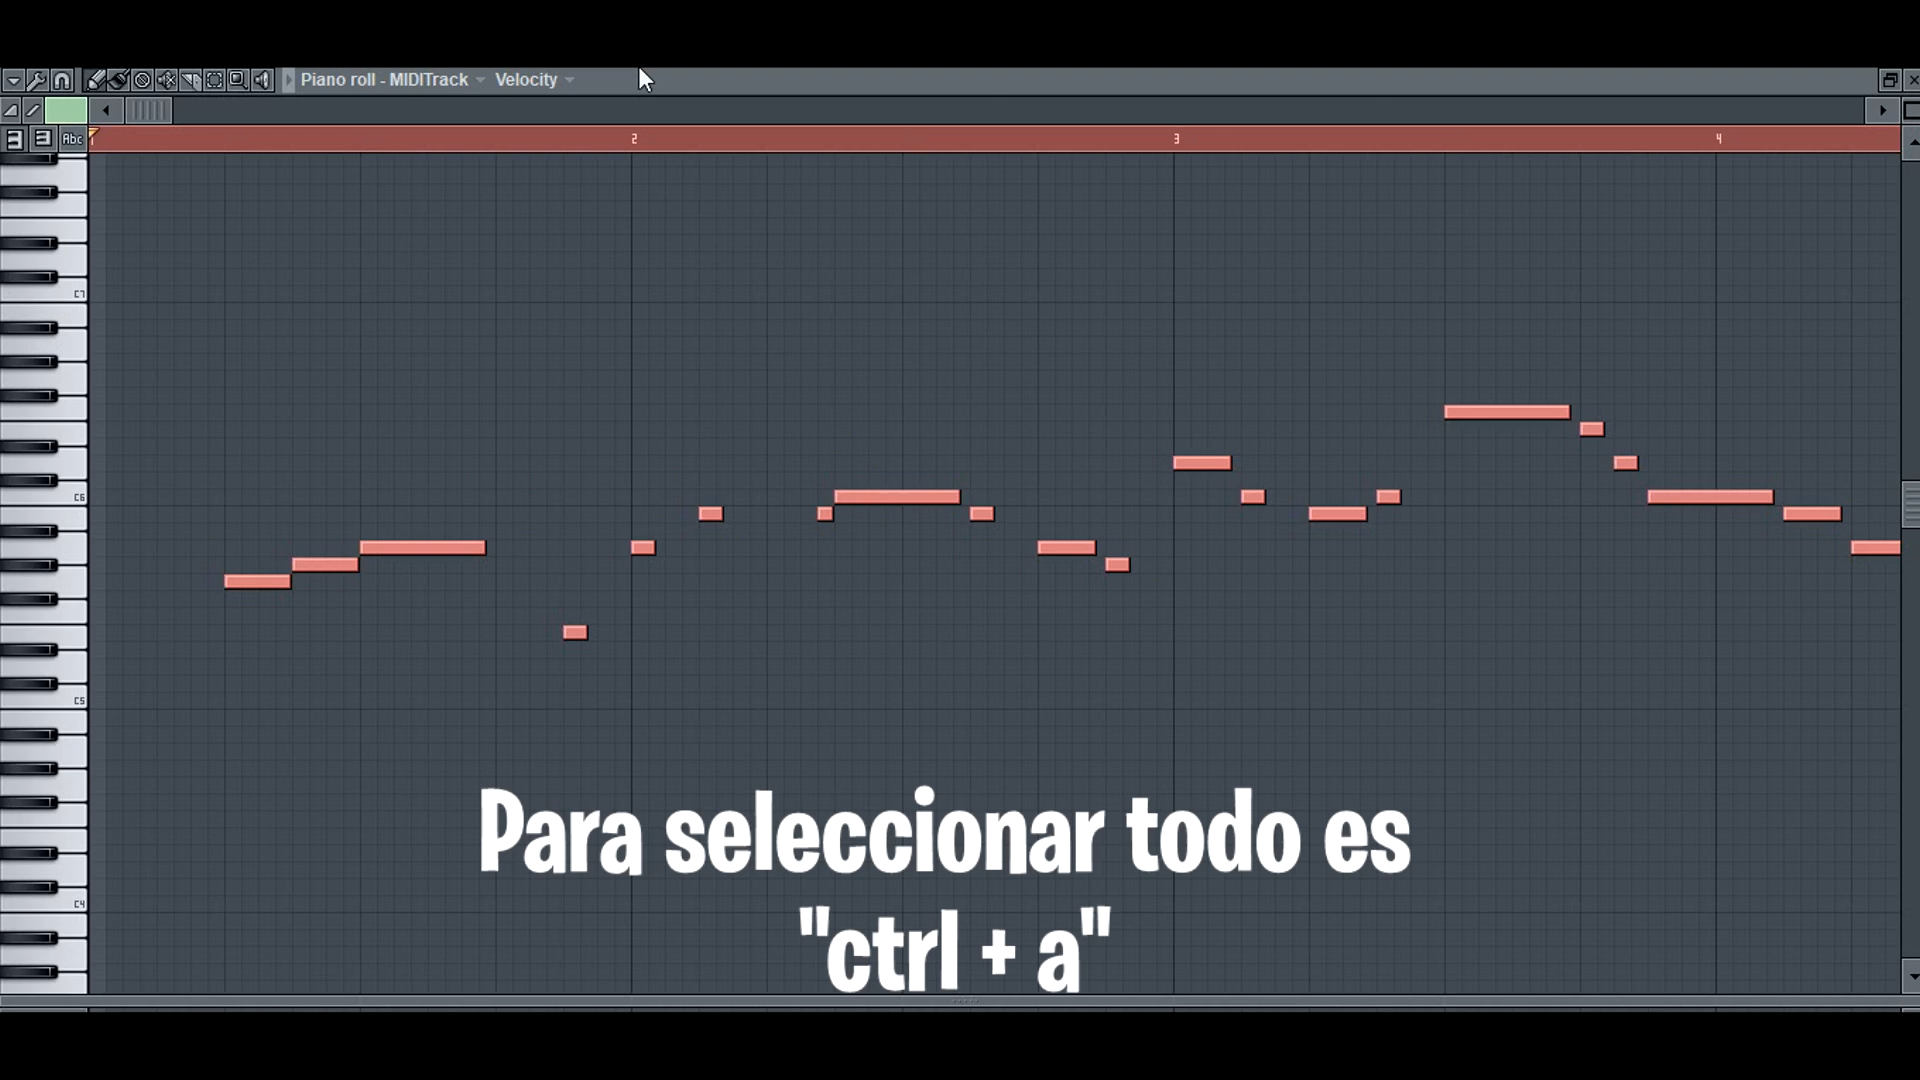 Piano roll - MIDITrack Velocity
Abc
2 3 4
C7
C6
C5
C4
Para seleccionar todo es
"ctrl + a"